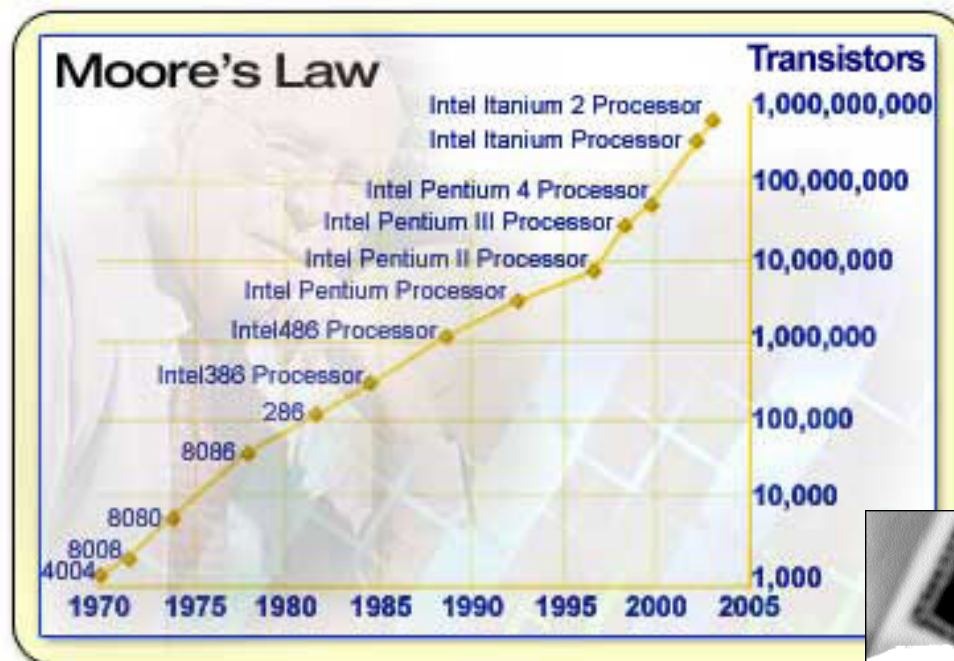 Moore's Law
Transistors
Intel Itanium 2 Processor
1,000,000,000
Intel Itanium Processor
Intel Pentium 4 Processor
100,000,000
Intel Pentium III Processor
Intel Pentium II Processor
10,000,000
Intel Pentium Processor
Intel486 Processor
1,000,000
Intel386 Processor
286
100,000
8086
10,000
8080
8008
4004
1,000
1970 1975 1980 1985 1990 1995 2000 2005